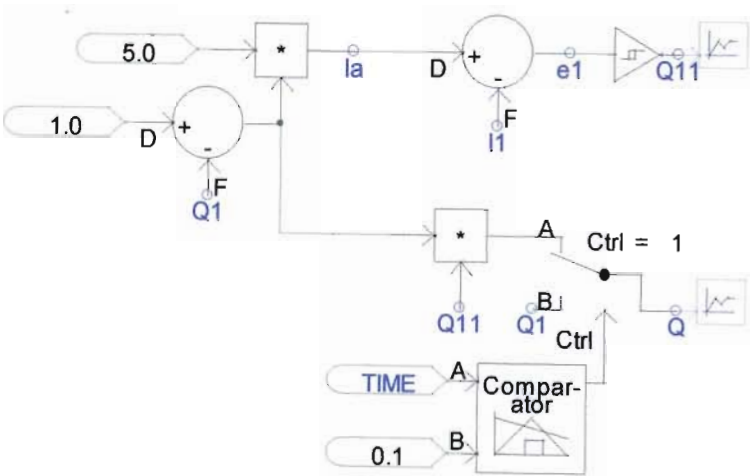 5.0
*
Ia
D
+
-
F
I1
e1
Q11
1.0
D
+
-
F
Q1
*
Q11
A
Ctrl = 1
B
Q1
Ctrl
Q
TIME
A
Compar-
ator
0.1
B